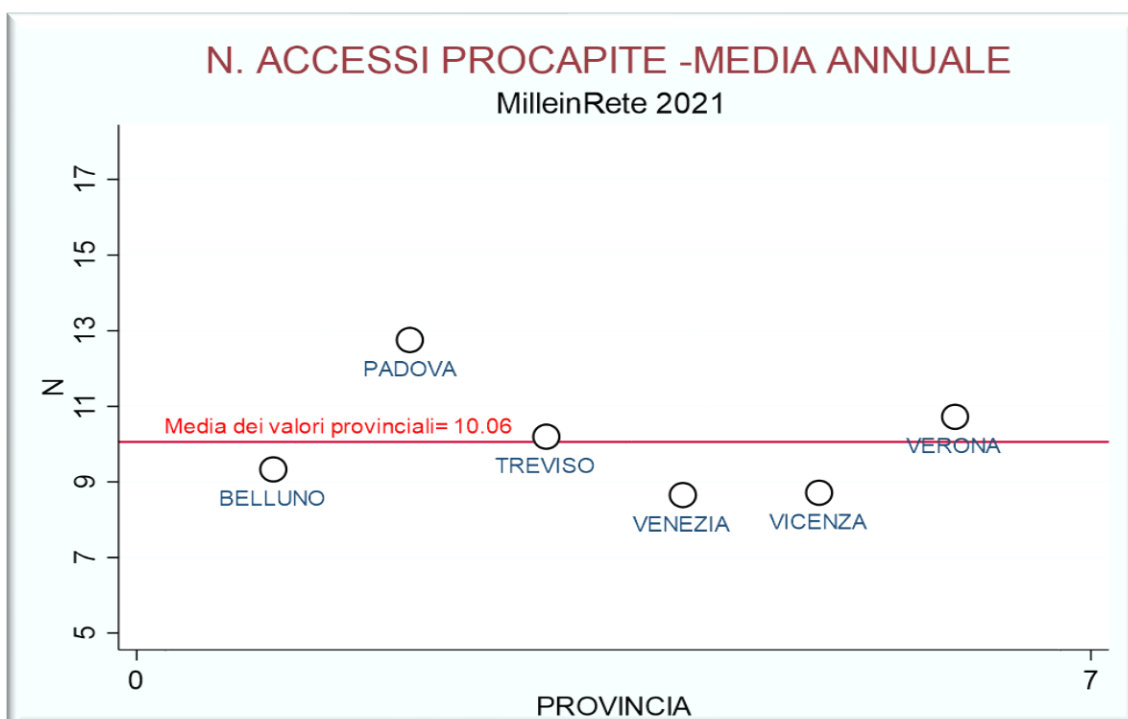 N. ACCESSI PROCAPITE -MEDIA ANNUALE
MilleinRete 2021
17
15
13
11
9
7
5
N
PADOVA
Media dei valori provinciali= 10.06
VERONA
TREVISO
BELLUNO
VENEZIA
VICENZA
0
7
PROVINCIA